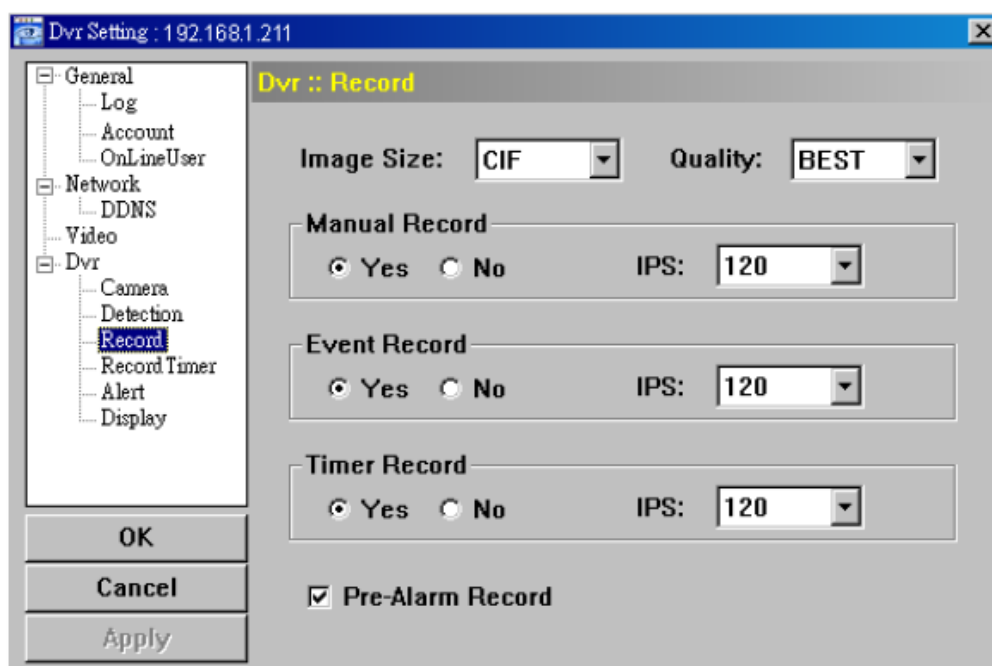 Dvr Setting : 192.168.1.211
General
Log
Account
OnLineUser
Network
DDNS
Video
Dvr
Camera
Detection
Record
Record Timer
Alert
Display
OK
Cancel
Apply
Dvr :: Record
Image Size: CIF Quality: BEST
Manual Record
Yes No IPS: 120
Event Record
Yes No IPS: 120
Timer Record
Yes No IPS: 120
Pre-Alarm Record